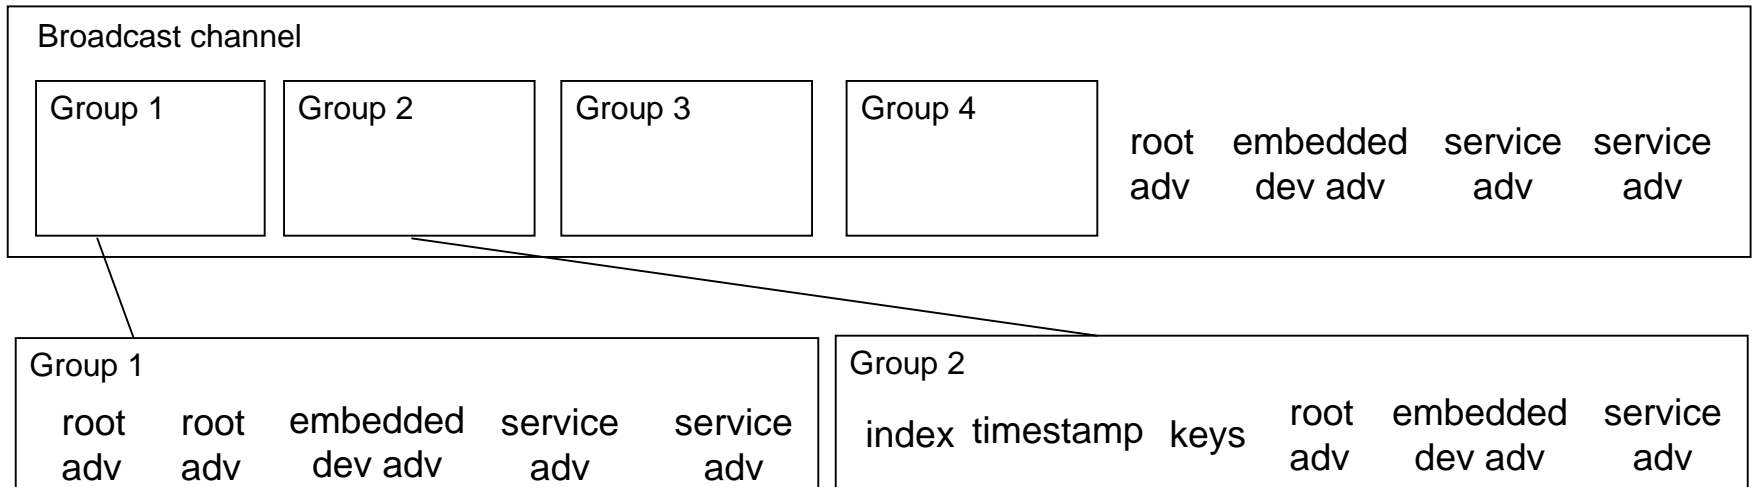 Broadcast channel
Group 1 Group 2 Group 3 Group 4
root embedded service service
adv dev adv adv adv
Group 1
root root embedded service service
adv adv dev adv adv adv
Group 2
index timestamp keys root embedded service
adv dev adv adv